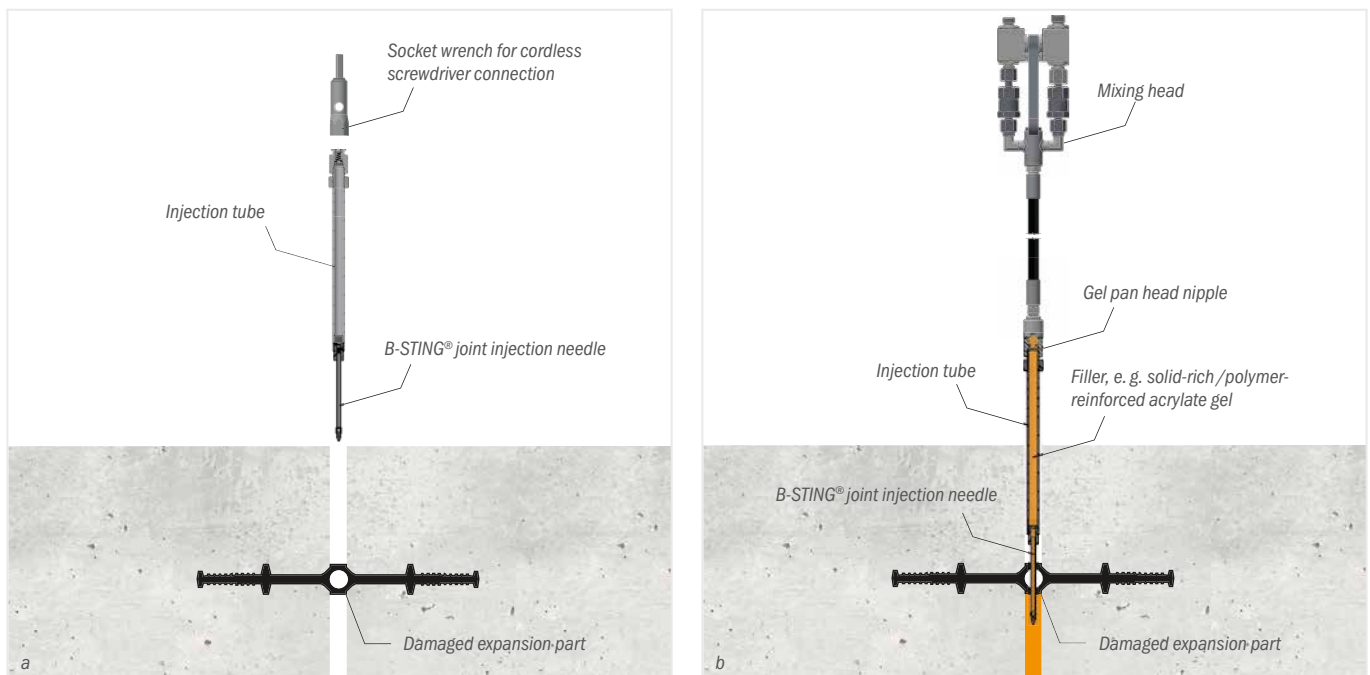 Socket wrench for cordless
screwdriver connection
Injection tube
B-STING® joint injection needle
Damaged expansion part
a
Mixing head
Gel pan head nipple
Injection tube
Filler, e. g. solid-rich/polymer-
reinforced acrylate gel
B-STING® joint injection needle
Damaged expansion part
b